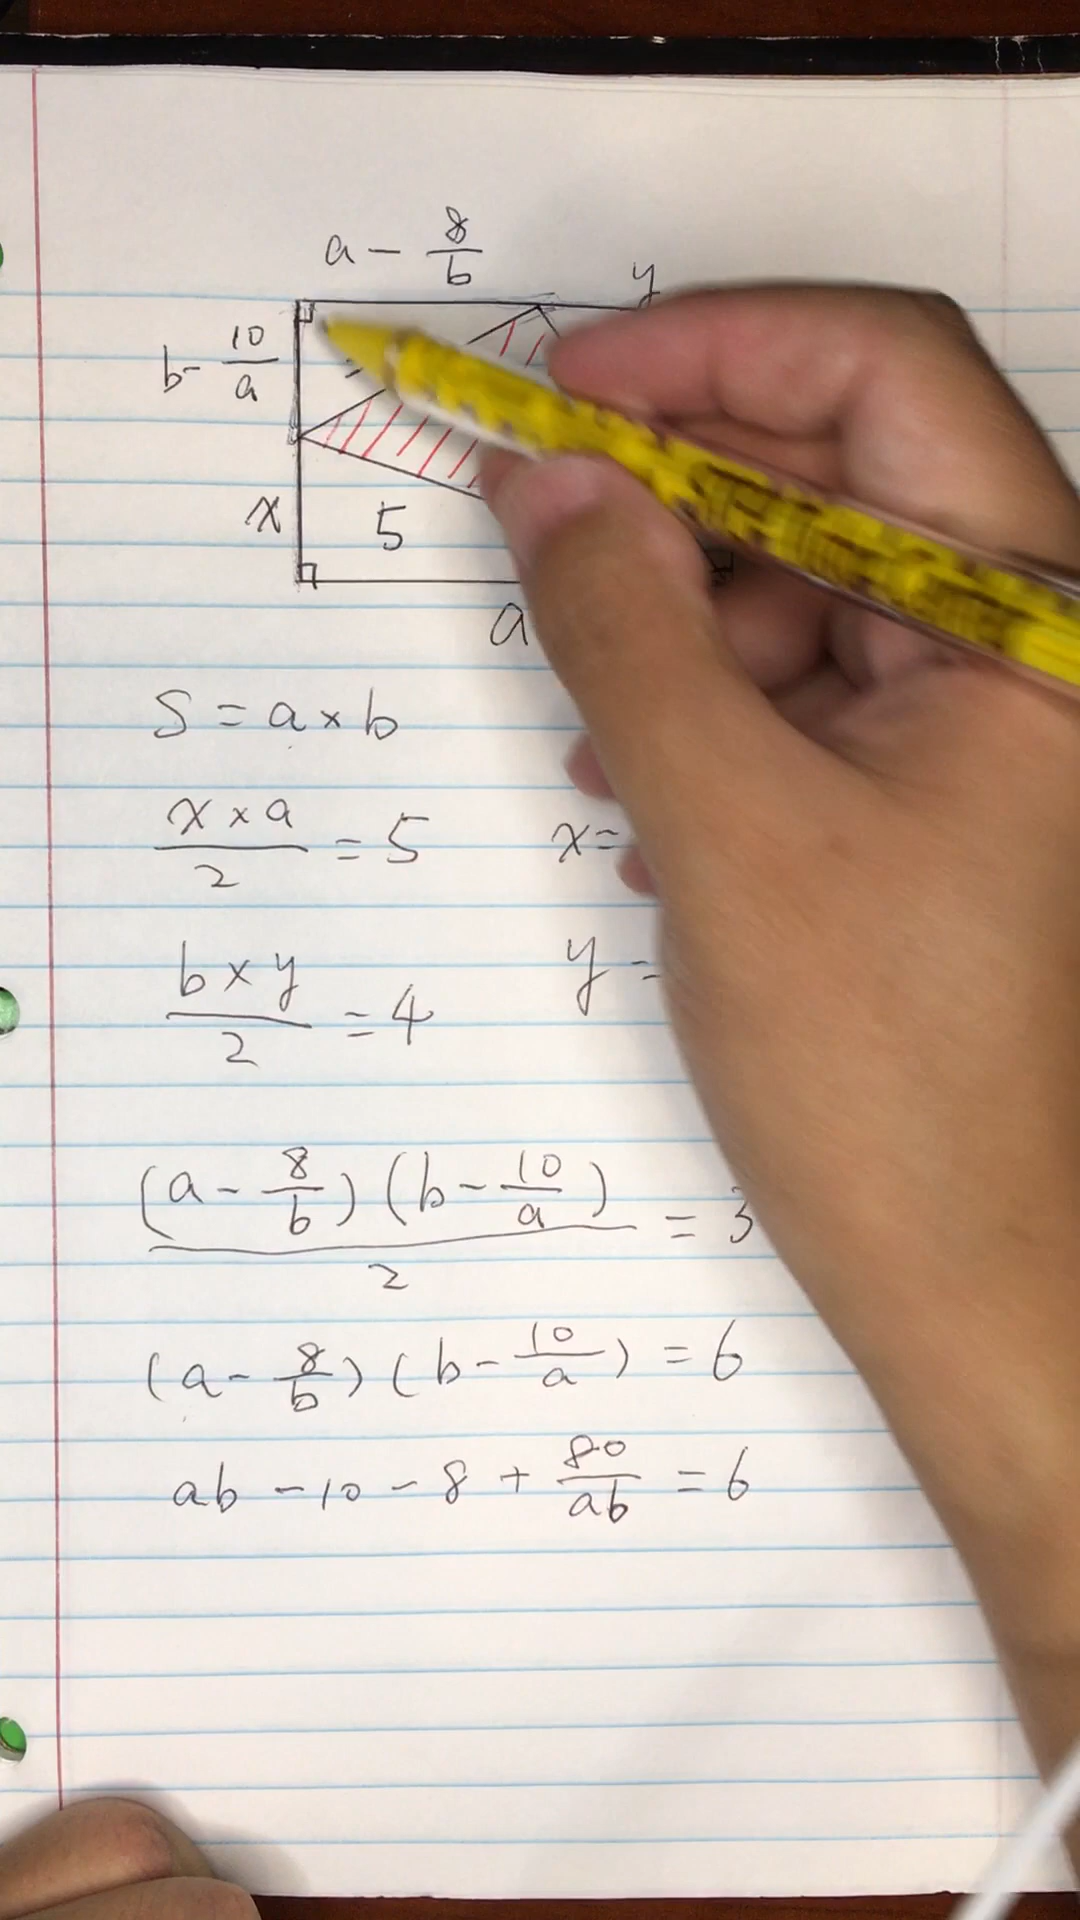 a - 8/b
y
b - 10/a
x
5
a
S = a × b
x × a / 2 = 5
x =
b × y / 2 = 4
y =
(a - 8/b)(b - 10/a) / 2 = 3
(a - 8/b)(b - 10/a) = 6
ab - 10 - 8 + 80/ab = 6